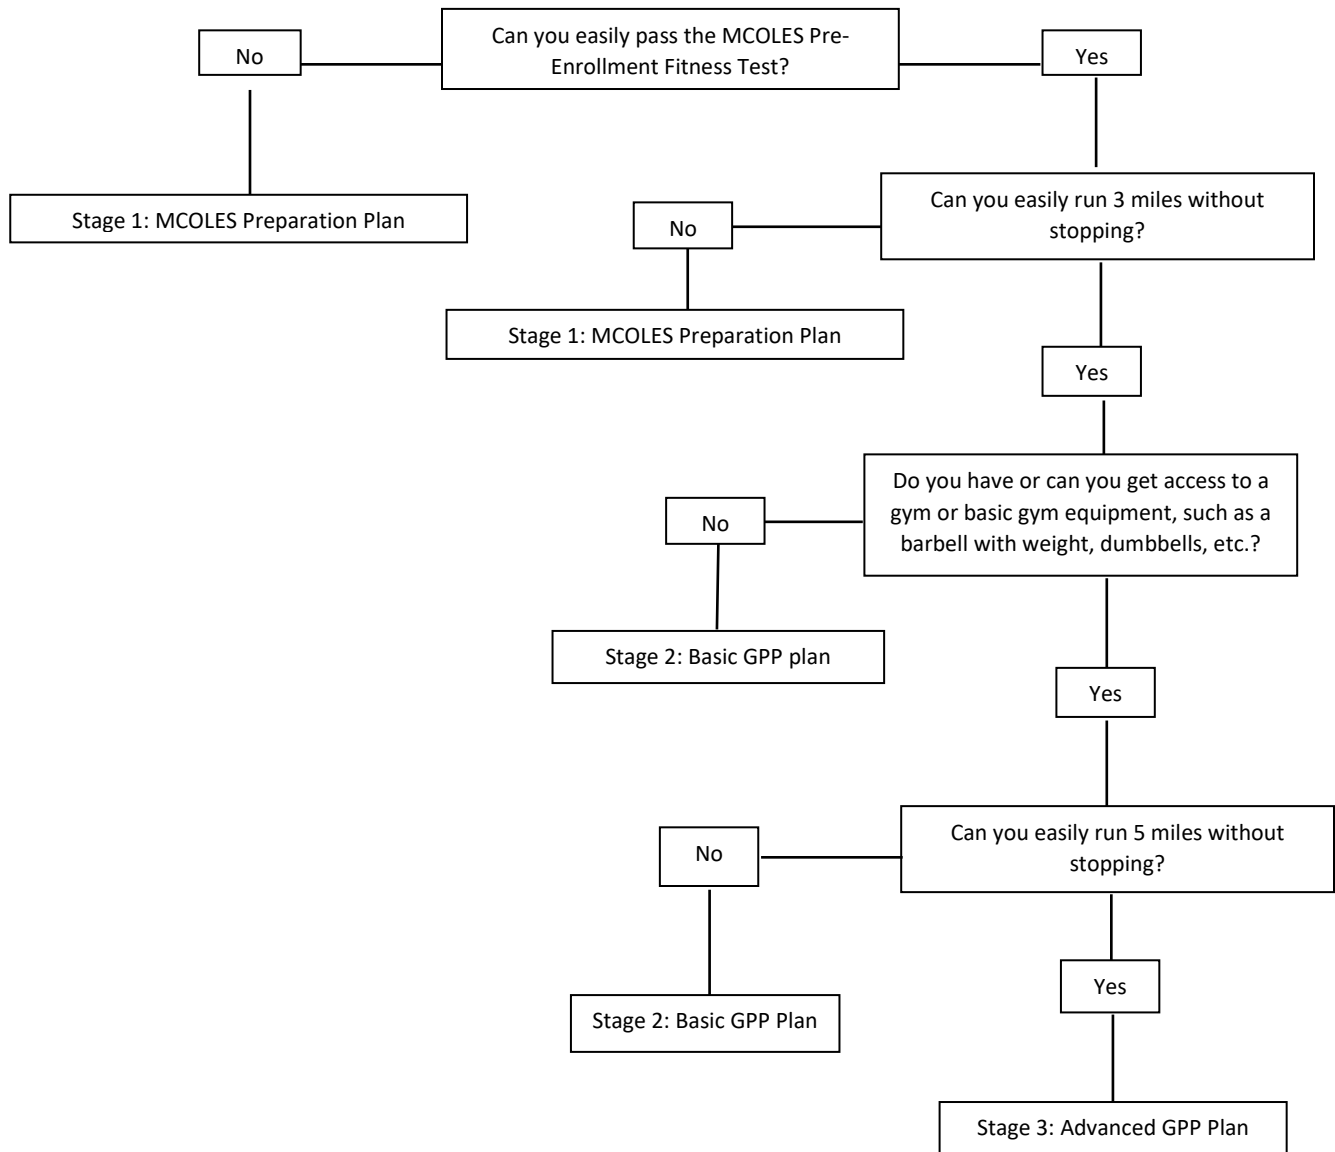 Can you easily pass the MCOLES Pre-
Enrollment Fitness Test?
No
Yes
Stage 1: MCOLES Preparation Plan
Can you easily run 3 miles without
stopping?
No
Stage 1: MCOLES Preparation Plan
Yes
Do you have or can you get access to a
gym or basic gym equipment, such as a
barbell with weight, dumbbells, etc.?
No
Stage 2: Basic GPP plan
Yes
Can you easily run 5 miles without
stopping?
No
Stage 2: Basic GPP Plan
Yes
Stage 3: Advanced GPP Plan